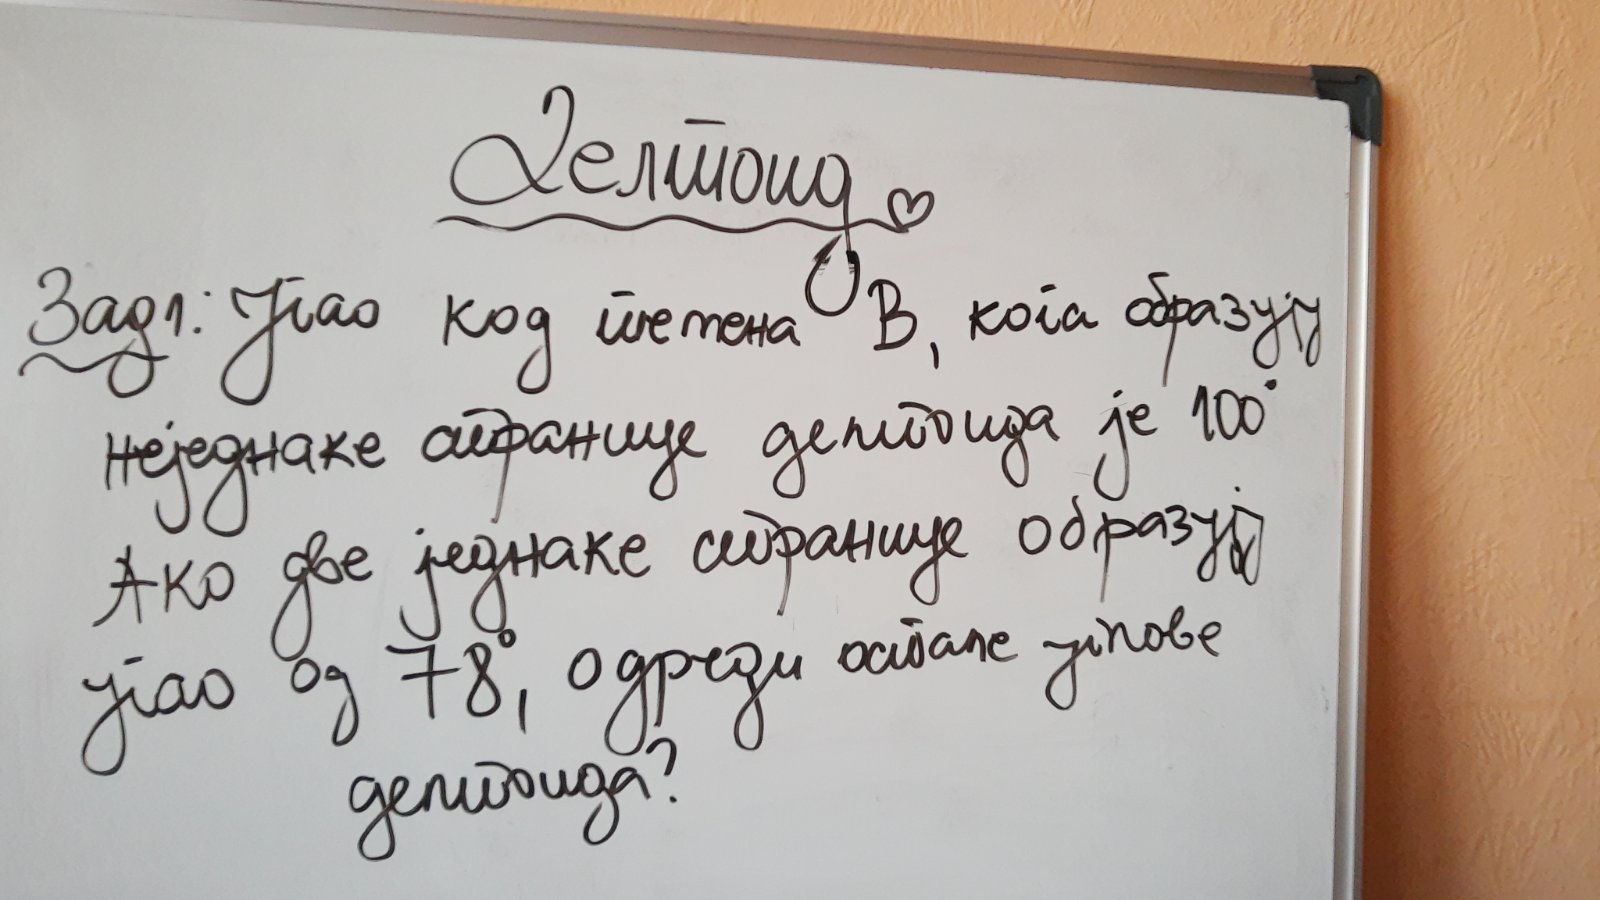 Делтоид
Зад1: Угао код темена B, кога образују
неједнаке странице делтоида је 100°
Ако две једнаке странице образују
угао од 78°, одреди остале углове
делтоида?